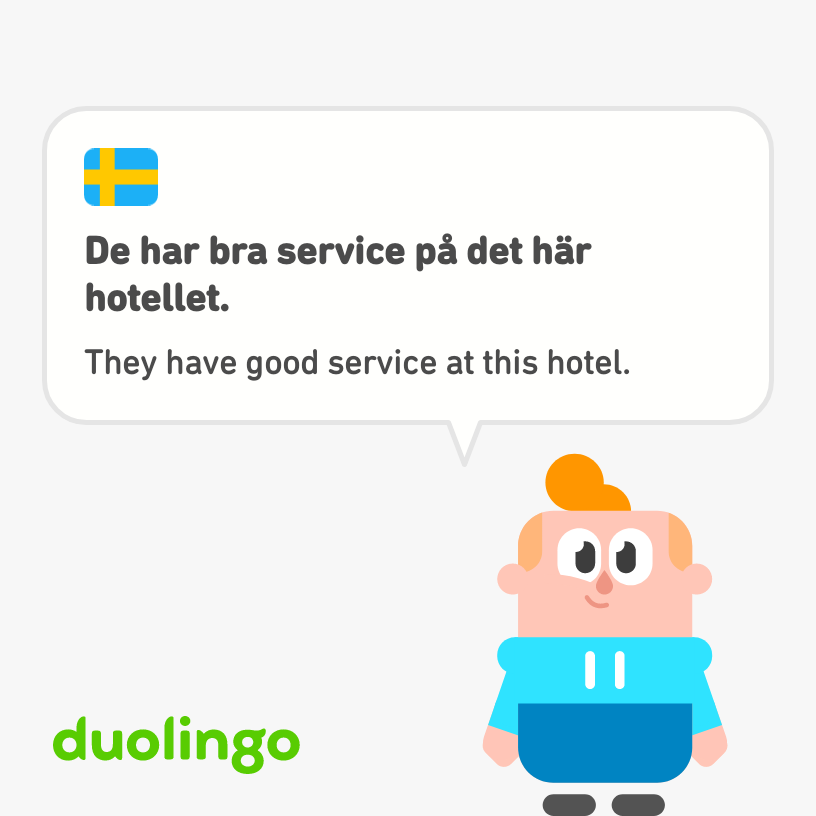 De har bra service på det här
hotellet.
They have good service at this hotel.
duolingo